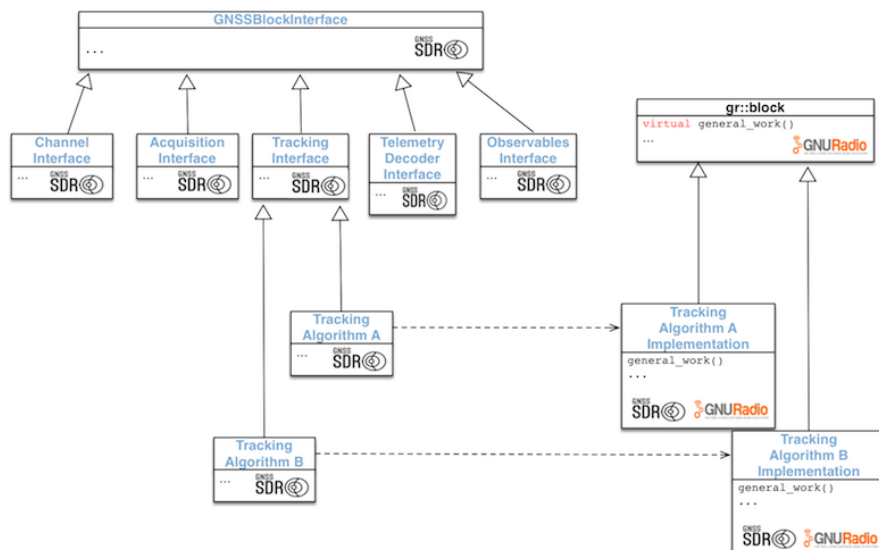 GNSSBlockInterface
...
GNSS
SDR
gr::block
virtual general_work()
...
GNURadio
Channel
Interface
...
GNSS
SDR
Acquisition
Interface
...
GNSS
SDR
Tracking
Interface
...
GNSS
SDR
Telemetry
Decoder
Interface
...
GNSS
SDR
Observables
Interface
...
GNSS
SDR
Tracking
Algorithm A
...
GNSS
SDR
Tracking
Algorithm A
Implementation
general_work()
...
GNSS
SDR
GNURadio
Tracking
Algorithm B
...
GNSS
SDR
Tracking
Algorithm B
Implementation
general_work()
...
GNSS
SDR
GNURadio